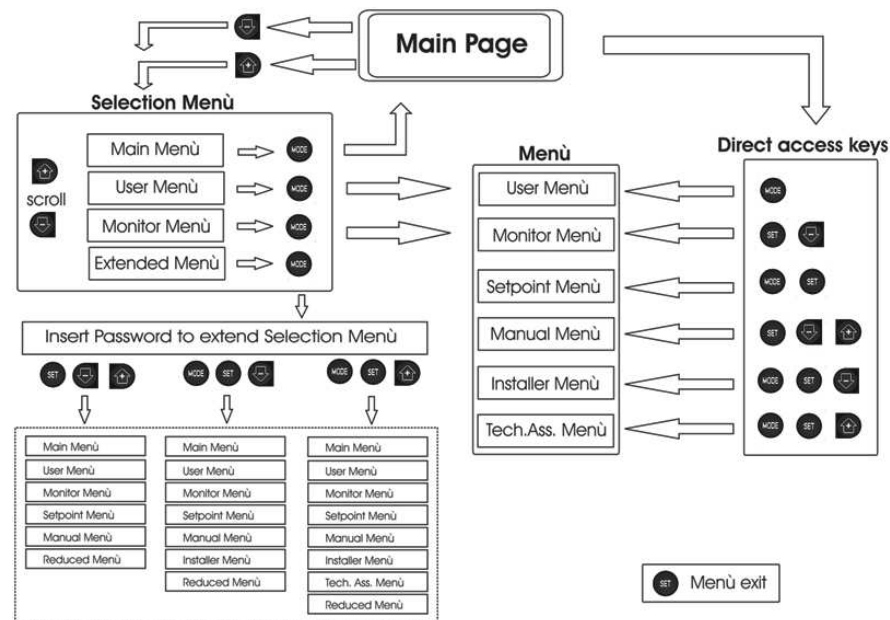 Main Page
Selection Menù
Main Menù
MODE
User Menù
MODE
scroll
Monitor Menù
MODE
Extended Menù
MODE
Menù
User Menù
Monitor Menù
Setpoint Menù
Manual Menù
Installer Menù
Tech.Ass. Menù
Direct access keys
MODE
SET
MODE SET
SET
MODE SET
MODE SET
Insert Password to extend Selection Menù
SET
MODE SET
MODE SET
Main Menù
User Menù
Monitor Menù
Setpoint Menù
Manual Menù
Reduced Menù
Main Menù
User Menù
Monitor Menù
Setpoint Menù
Manual Menù
Installer Menù
Reduced Menù
Main Menù
User Menù
Monitor Menù
Setpoint Menù
Manual Menù
Installer Menù
Tech. Ass. Menù
Reduced Menù
SET Menù exit